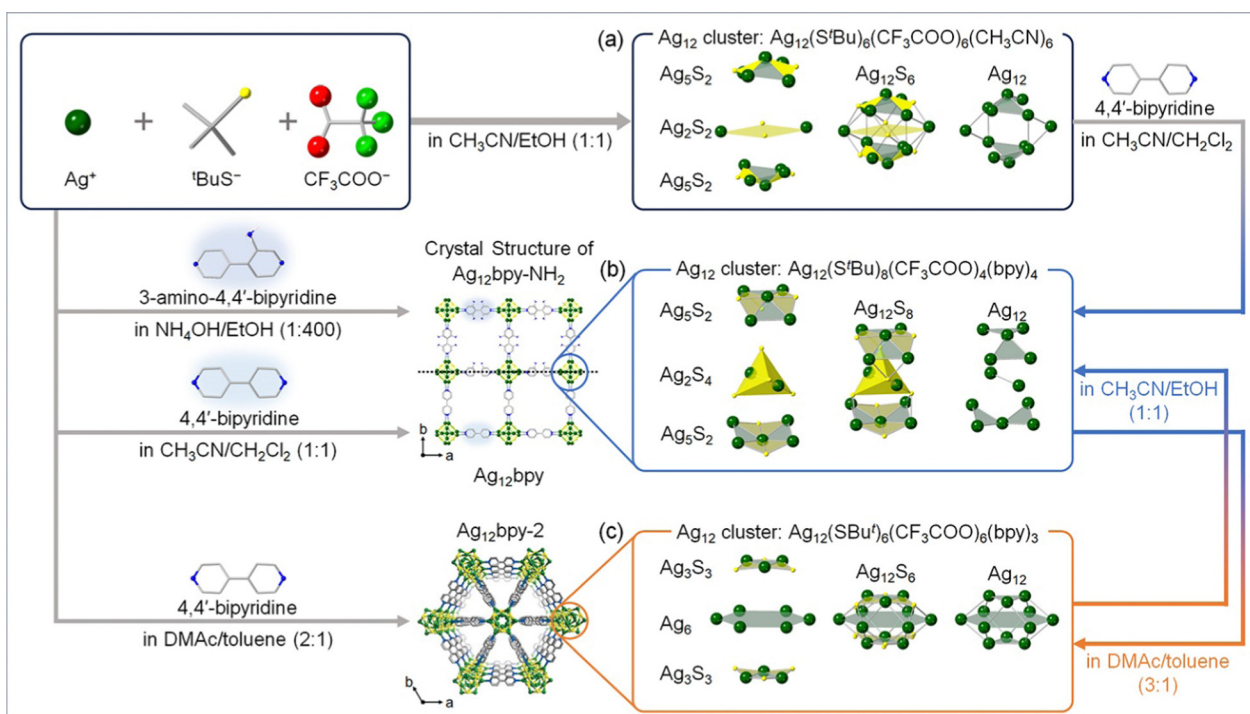 (a)
Ag₁₂ cluster: Ag₁₂(SᵗBu)₆(CF₃COO)₆(CH₃CN)₆
Ag⁺
+
ᵗBuS⁻
+
CF₃COO⁻
in CH₃CN/EtOH (1:1)
Ag₅S₂
Ag₂S₂
Ag₅S₂
Ag₁₂S₆
Ag₁₂
4,4′-bipyridine
in CH₃CN/CH₂Cl₂
3-amino-4,4′-bipyridine
in NH₄OH/EtOH (1:400)
4,4′-bipyridine
in CH₃CN/CH₂Cl₂ (1:1)
Crystal Structure of
Ag₁₂bpy-NH₂
b
a
Ag₁₂bpy
(b)
Ag₁₂ cluster: Ag₁₂(SᵗBu)₈(CF₃COO)₄(bpy)₄
Ag₅S₂
Ag₂S₄
Ag₅S₂
Ag₁₂S₈
Ag₁₂
in CH₃CN/EtOH
(1:1)
4,4′-bipyridine
in DMAc/toluene (2:1)
Ag₁₂bpy-2
b
a
(c)
Ag₁₂ cluster: Ag₁₂(SBuᵗ)₆(CF₃COO)₆(bpy)₃
Ag₃S₃
Ag₆
Ag₃S₃
Ag₁₂S₆
Ag₁₂
in DMAc/toluene
(3:1)